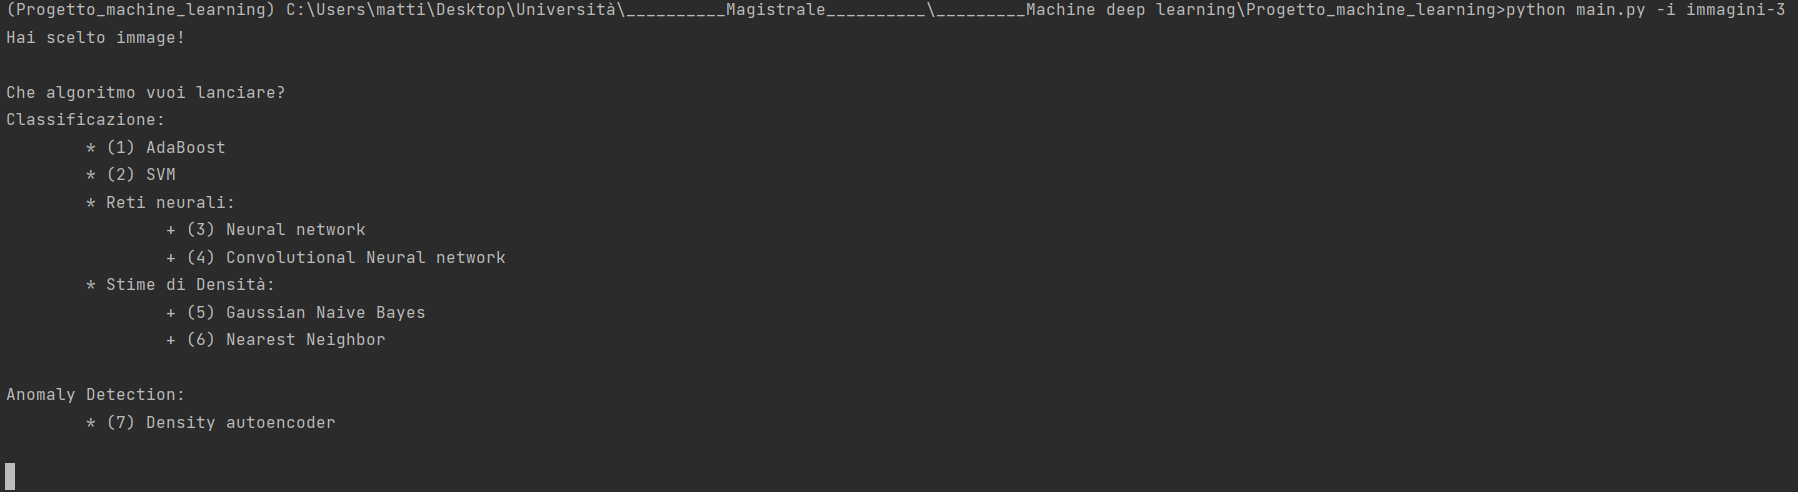 (Progetto_machine_learning) C:\Users\matti\Desktop\Università\__________Magistrale__________\_________Machine deep learning\Progetto_machine_learning>python main.py -i immagini-3
Hai scelto immage!
Che algoritmo vuoi lanciare?
Classificazione:
* (1) AdaBoost
* (2) SVM
* Reti neurali:
+ (3) Neural network
+ (4) Convolutional Neural network
* Stime di Densità:
+ (5) Gaussian Naive Bayes
+ (6) Nearest Neighbor
Anomaly Detection:
* (7) Density autoencoder